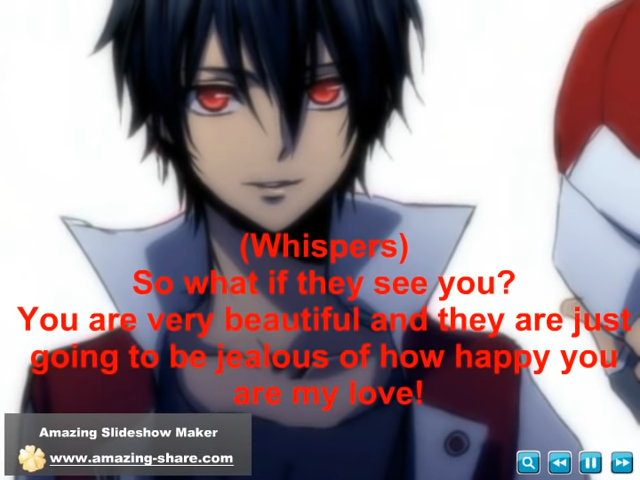 (Whispers)
So what if they see you?
You are very beautiful and they are just
going to be jealous of how happy you
are my love!
Amazing Slideshow Maker
www.amazing-share.com